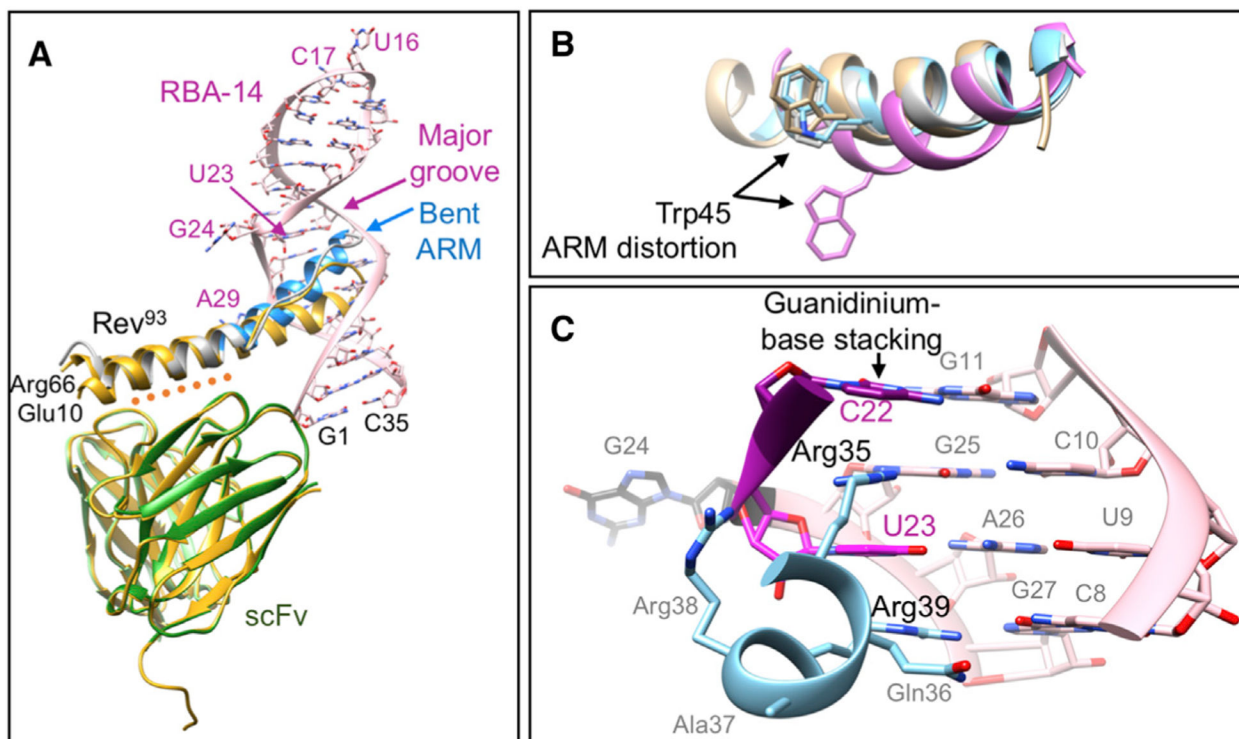 A
U16
C17
RBA-14
Major
groove
U23
Bent
ARM
G24
A29
Rev93
Arg66
Glu10
G1
C35
scFv
B
Trp45
ARM distortion
C
Guanidinium-
base stacking
G11
C22
Arg35
G25
C10
G24
U23
A26
U9
Arg38
Arg39
G27
C8
Gln36
Ala37